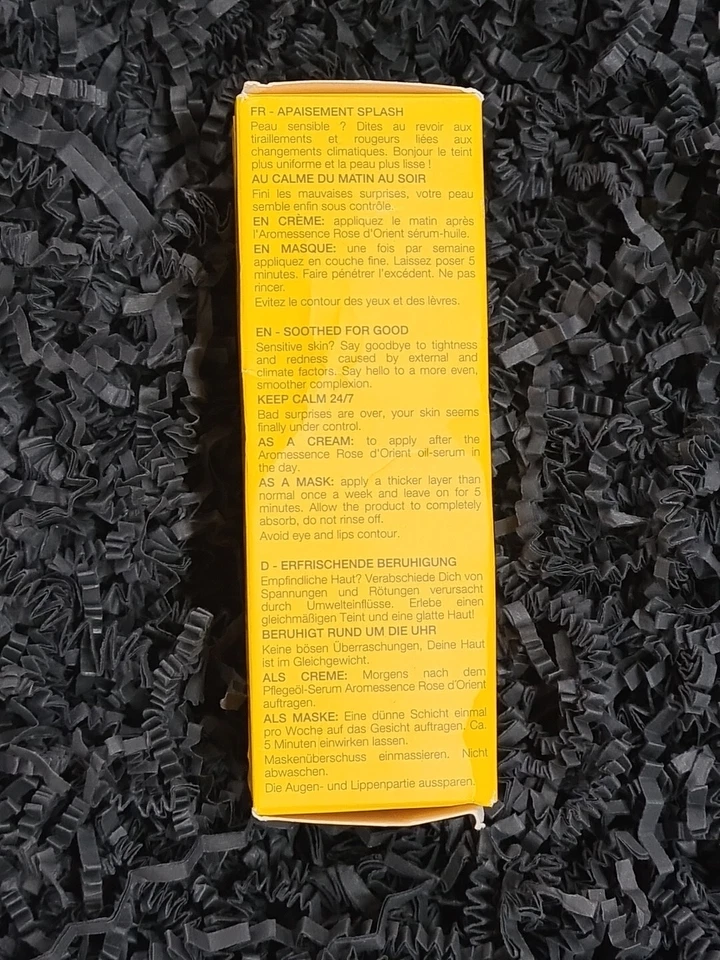 FR - APAISEMENT SPLASH
Peau sensible ? Dites au revoir aux
tiraillements et rougeurs liées aux
changements climatiques. Bonjour le teint
plus uniforme et la peau plus lisse !
AU CALME DU MATIN AU SOIR
Fini les mauvaises surprises, votre peau
semble enfin sous contrôle.
EN CRÈME: appliquez le matin après
l'Aromessence Rose d'Orient sérum-huile.
EN MASQUE: une fois par semaine
appliquez en couche fine. Laissez poser 5
minutes. Faire pénétrer l'excédent. Ne pas
rincer.
Evitez le contour des yeux et des lèvres.
EN - SOOTHED FOR GOOD
Sensitive skin? Say goodbye to tightness
and redness caused by external and
climate factors. Say hello to a more even,
smoother complexion.
KEEP CALM 24/7
Bad surprises are over, your skin seems
finally under control.
AS A CREAM: to apply after the
Aromessence Rose d'Orient oil-serum in
the day.
AS A MASK: apply a thicker layer than
normal once a week and leave on for 5
minutes. Allow the product to completely
absorb, do not rinse off.
Avoid eye and lips contour.
D - ERFRISCHENDE BERUHIGUNG
Empfindliche Haut? Verabschiede Dich von
Spannungen und Rötungen verursacht
durch Umwelteinflüsse. Erlebe einen
gleichmäßigen Teint und eine glatte Haut!
BERUHIGT RUND UM DIE UHR
Keine bösen Überraschungen, Deine Haut
ist im Gleichgewicht.
ALS CREME: Morgens nach dem
Pflegeöl-Serum Aromessence Rose d'Orient
auftragen.
ALS MASKE: Eine dünne Schicht einmal
pro Woche auf das Gesicht auftragen. Ca.
5 Minuten einwirken lassen.
Maskenüberschuss einmassieren. Nicht
abwaschen.
Die Augen- und Lippenpartie aussparen.